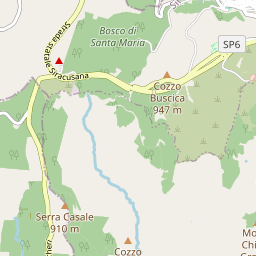 Bosco di
Santa Maria
SP6
Strada statale Siracusana
Cozzo
Buscica
947 m
Serra Casale
910 m
Cozzo